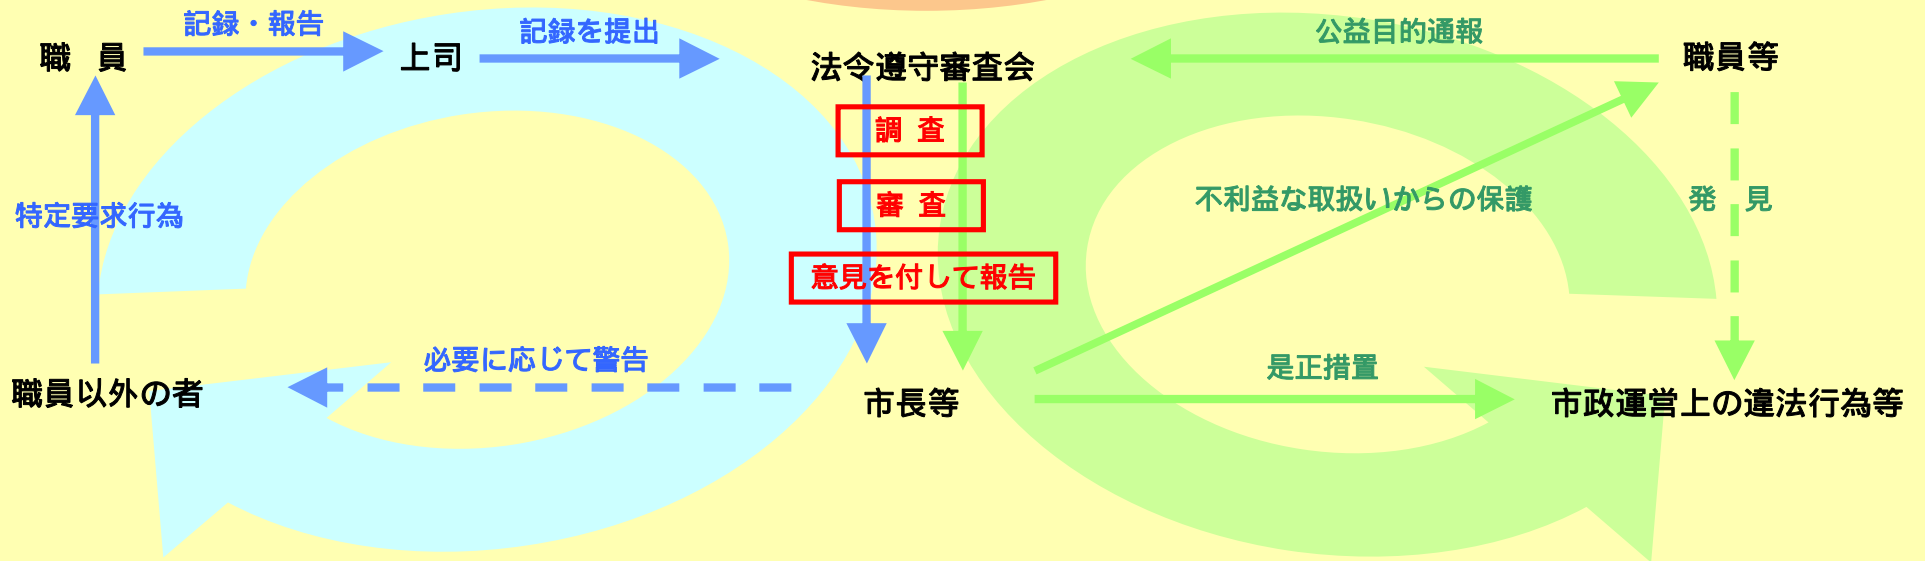 記録・報告
記録を提出
公益目的通報
職　員
上司
法令遵守審査会
職員等
調 査
審 査
特定要求行為
不利益な取扱いからの保護
発　見
意見を付して報告
必要に応じて警告
是正措置
職員以外の者
市長等
市政運営上の違法行為等